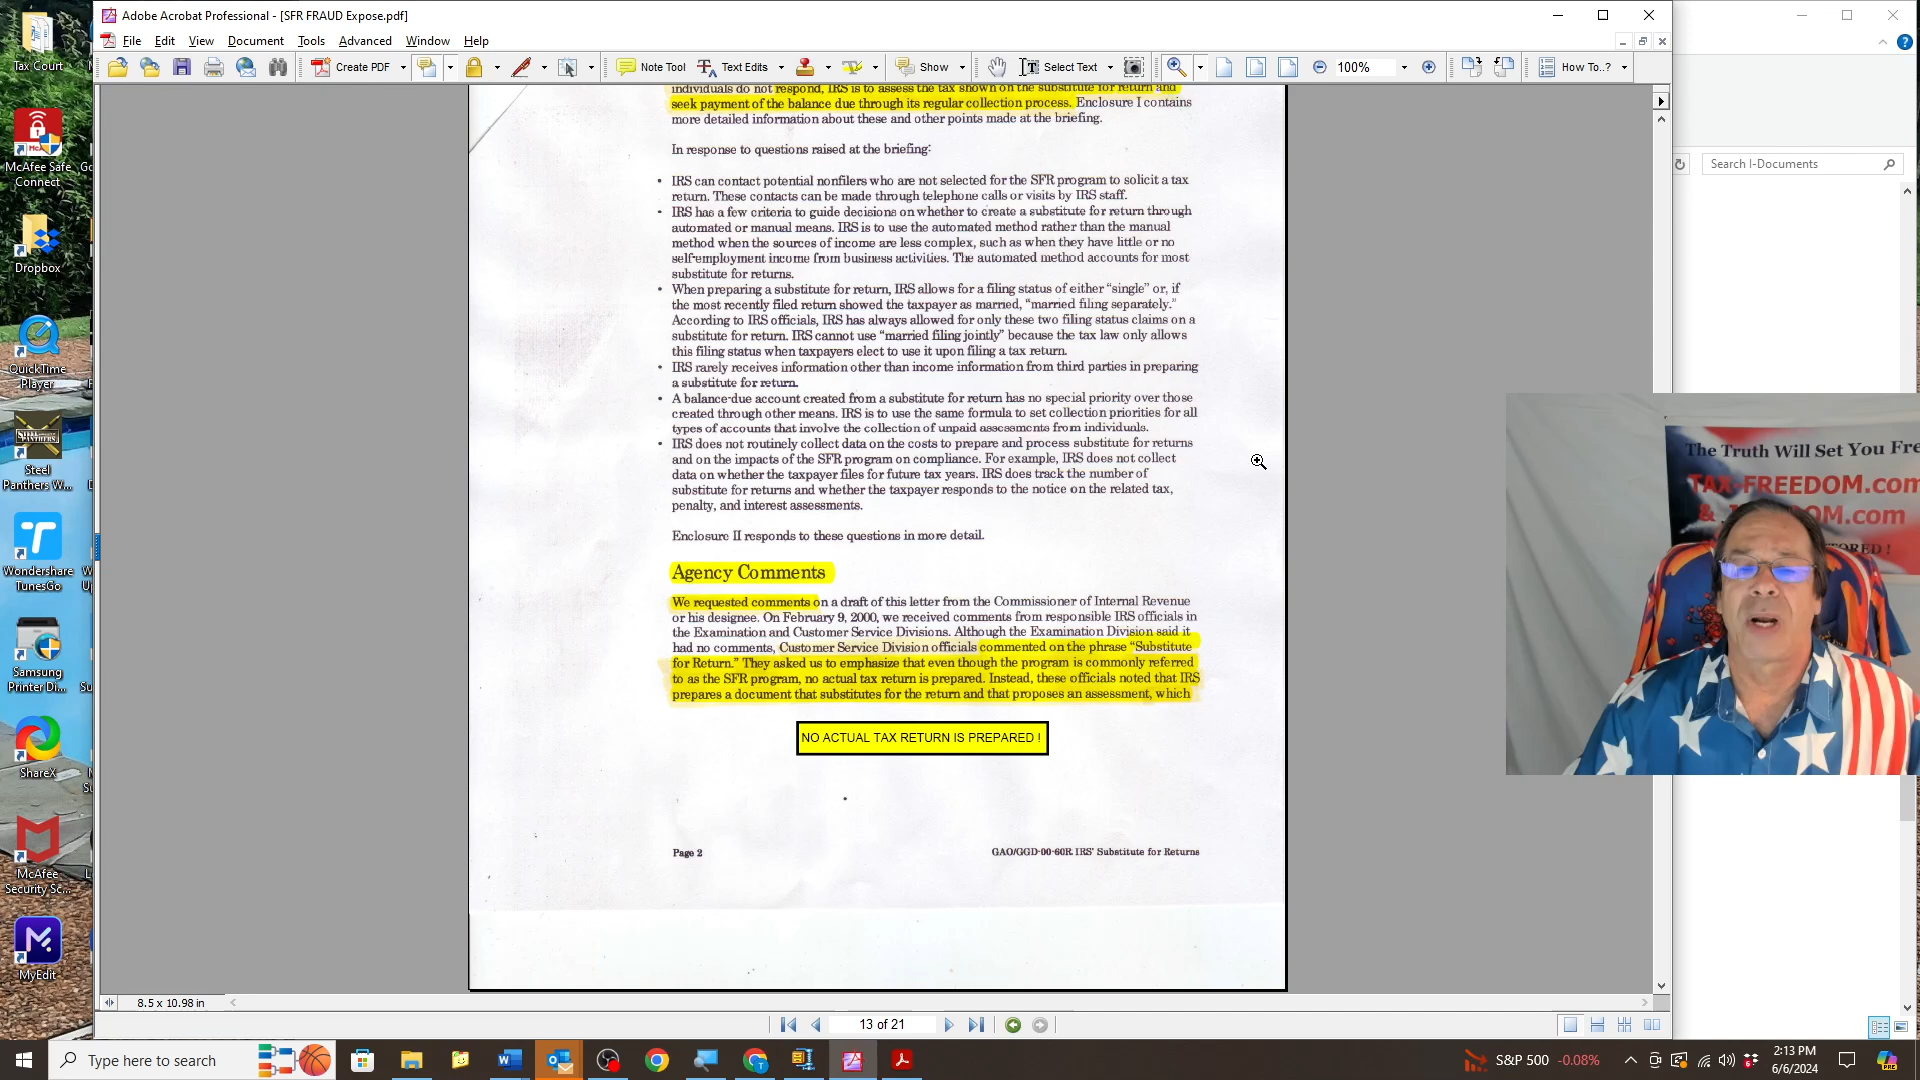 Adobe Acrobat Professional - [SFR FRAUD Expose.pdf]
File Edit View Document Tools Advanced Window Help
Create PDF Note Tool Text Edits Show Select Text 100% How To..?
Search I-Documents
Tax Court
McAfee Safe
Connect
Dropbox
QuickTime
Player
Steel
Panthers W...
Wondershare
TunesGo
Samsung
Printer Di...
ShareX
McAfee
Security Sc...
MyEdit
individuals do not respond, IRS is to assess the tax shown on the substitute for return and
seek payment of the balance due through its regular collection process. Enclosure I contains
more detailed information about these and other points made at the briefing.
In response to questions raised at the briefing:
• IRS can contact potential nonfilers who are not selected for the SFR program to solicit a tax
return. These contacts can be made through telephone calls or visits by IRS staff.
• IRS has a few criteria to guide decisions on whether to create a substitute for return through
automated or manual means. IRS is to use the automated method rather than the manual
method when the sources of income are less complex, such as when they have little or no
self-employment income from business activities. The automated method accounts for most
substitute for returns.
• When preparing a substitute for return, IRS allows for a filing status of either “single” or, if
the most recently filed return showed the taxpayer as married, “married filing separately.”
According to IRS officials, IRS has always allowed for only these two filing status claims on a
substitute for return. IRS cannot use “married filing jointly” because the tax law only allows
this filing status when taxpayers elect to use it upon filing a tax return.
• IRS rarely receives information other than income information from third parties in preparing
a substitute for return.
• A balance-due account created from a substitute for return has no special priority over those
created through other means. IRS is to use the same formula to set collection priorities for all
types of accounts that involve the collection of unpaid assessments from individuals.
• IRS does not routinely collect data on the costs to prepare and process substitute for returns
and on the impacts of the SFR program on compliance. For example, IRS does not collect
data on whether the taxpayer files for future tax years. IRS does track the number of
substitute for returns and whether the taxpayer responds to the notice on the related tax,
penalty, and interest assessments.
Enclosure II responds to these questions in more detail.
Agency Comments
We requested comments on a draft of this letter from the Commissioner of Internal Revenue
or his designee. On February 9, 2000, we received comments from responsible IRS officials in
the Examination and Customer Service Divisions. Although the Examination Division said it
had no comments, Customer Service Division officials commented on the phrase “Substitute
for Return.” They asked us to emphasize that even though the program is commonly referred
to as the SFR program, no actual tax return is prepared. Instead, these officials noted that IRS
prepares a document that substitutes for the return and that proposes an assessment, which
NO ACTUAL TAX RETURN IS PREPARED !
Page 2 GAO/GGD-00-60R IRS' Substitute for Returns
The Truth Will Set You Fre
TAX-FREEDOM.com
& DOM.com
ORED !
8.5 x 10.98 in
13 of 21
Type here to search
S&P 500 -0.08%
2:13 PM
6/6/2024